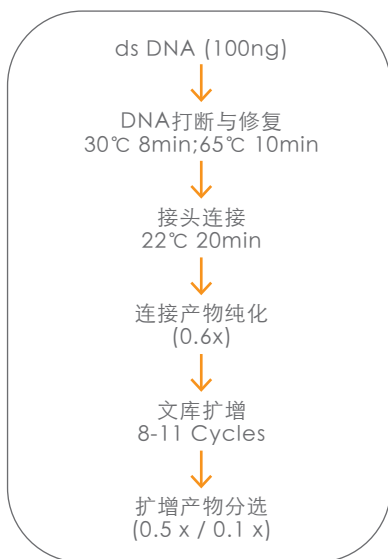 ds DNA (100ng)
DNA打断与修复
30℃ 8min;65℃ 10min
接头连接
22℃ 20min
连接产物纯化
(0.6x)
文库扩增
8-11 Cycles
扩增产物分选
(0.5 x / 0.1 x)